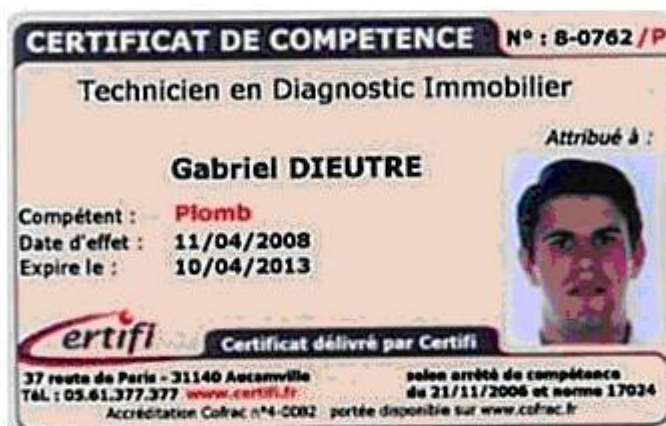 CERTIFICAT DE COMPETENCE N° : 8-0762/P
Technicien en Diagnostic Immobilier
Attribué à :
Gabriel DIEUTRE
Compétent : Plomb
Date d'effet : 11/04/2008
Expire le : 10/04/2013
Certifi
Certificat délivré par Certifi
37 route de Paris - 31140 Aucamville
Tél. : 05.61.377.377 www.certifi.fr
selon arrêté de compétence
du 21/11/2006 et norme 17024
Accréditation Cofrac n°4-0082 portée disponible sur www.cofrac.fr